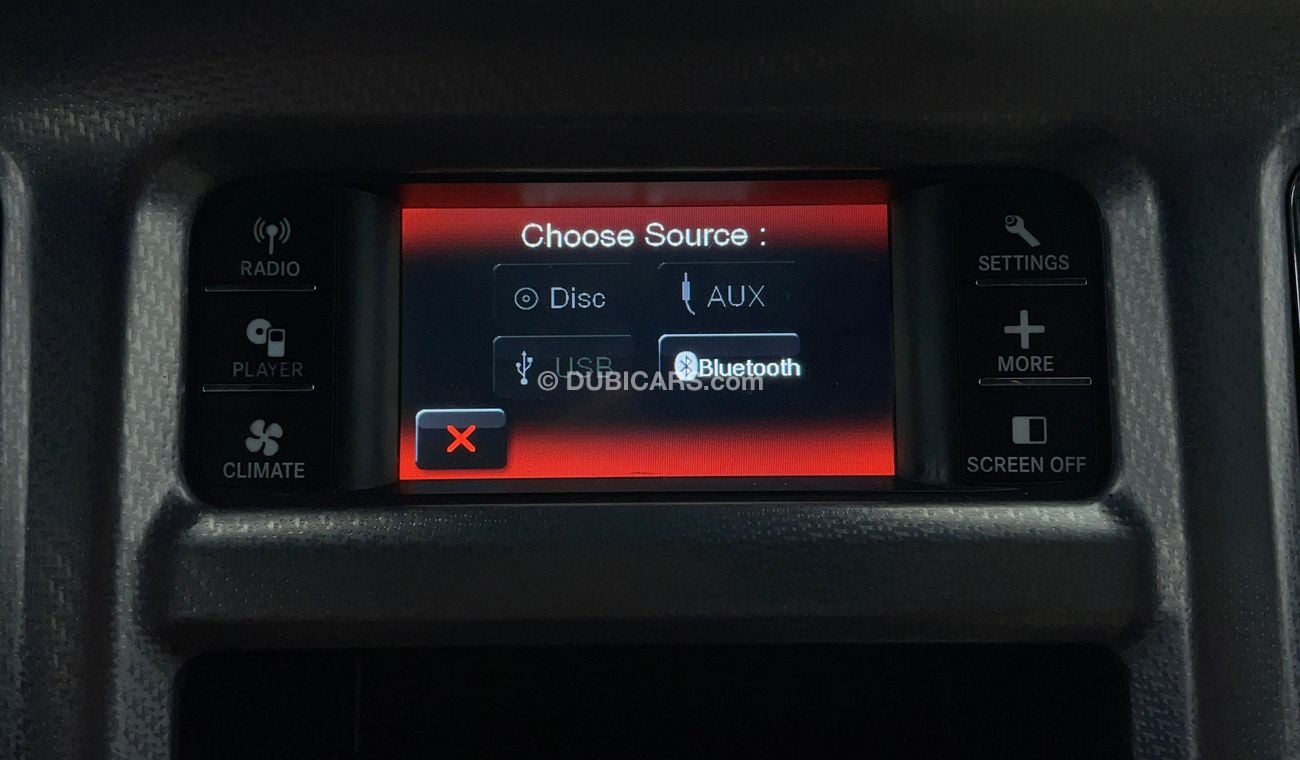 Choose Source :
RADIO
SETTINGS
Disc
AUX
PLAYER
USB
Bluetooth
MORE
© DUBICARS.com
CLIMATE
SCREEN OFF